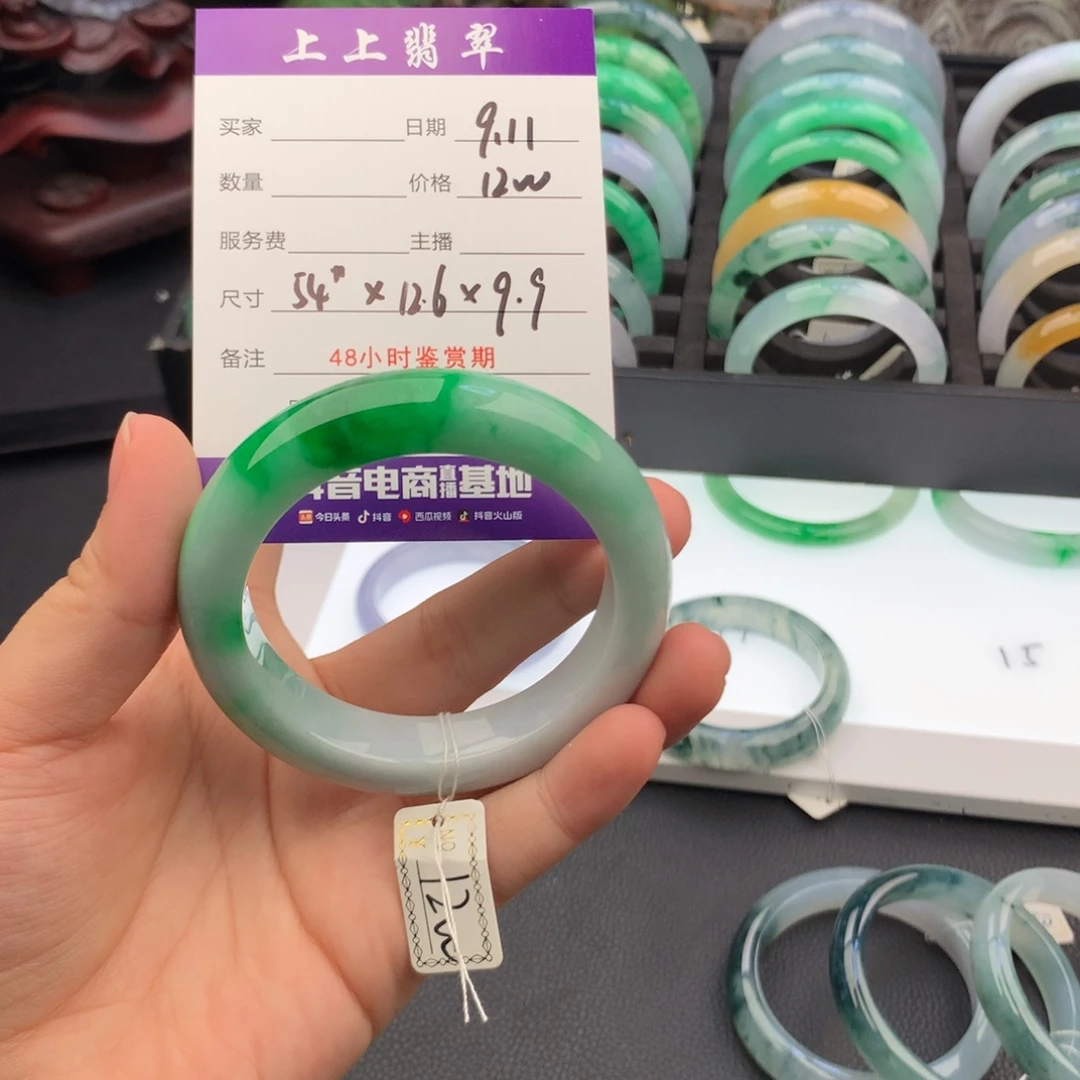 上上翡翠
买家 日期 9.11
数量 价格 12w
服务费 主播
尺寸 54" × 12.6 × 9.9
备注 48小时鉴赏期
音电商直播基地
今日头条 抖音 西瓜视频 抖音火山版
15
NO
Y
12w